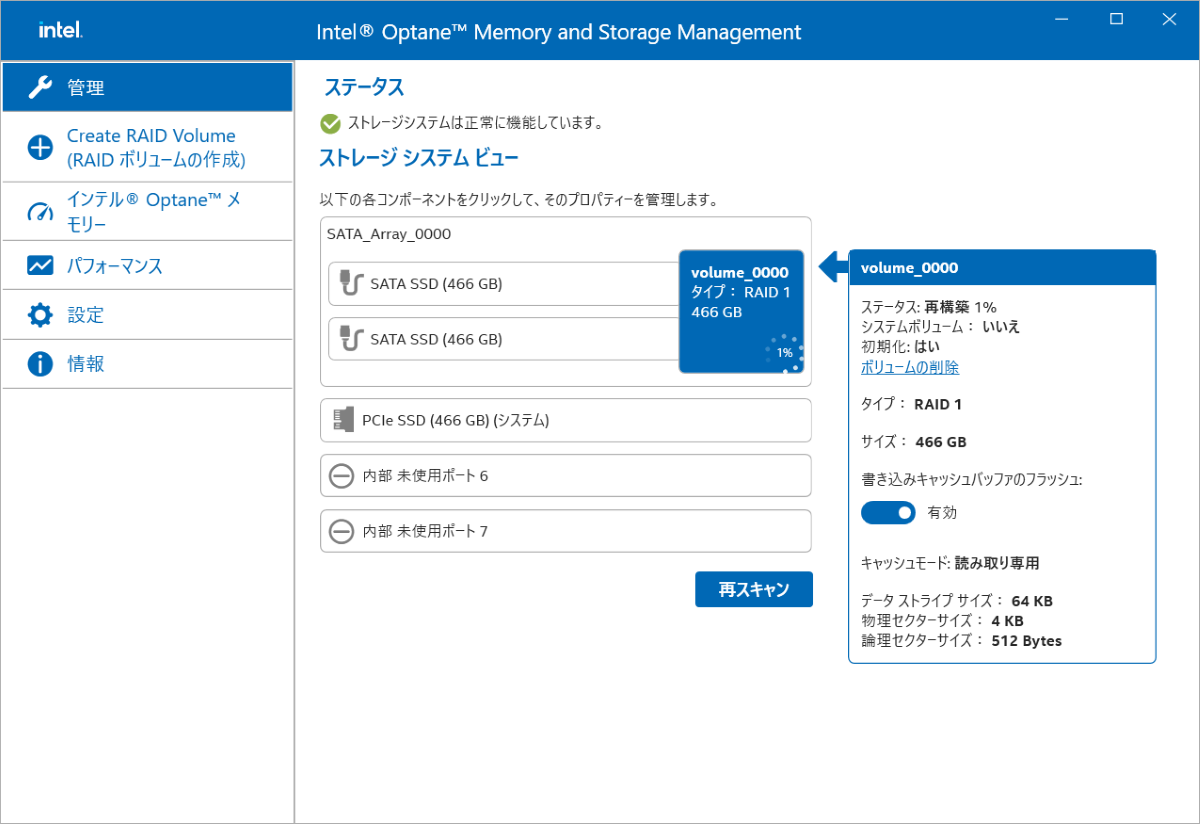 intel.
Intel® Optane™ Memory and Storage Management
管理
Create RAID Volume
(RAID ボリュームの作成)
インテル® Optane™ メ
モリー
パフォーマンス
設定
情報
ステータス
ストレージシステムは正常に機能しています。
ストレージ システム ビュー
以下の各コンポーネントをクリックして、そのプロパティーを管理します。
SATA_Array_0000
SATA SSD (466 GB)
SATA SSD (466 GB)
volume_0000
タイプ： RAID 1
466 GB
1%
PCIe SSD (466 GB) (システム)
内部 未使用ポート 6
内部 未使用ポート 7
再スキャン
volume_0000
ステータス: 再構築 1%
システムボリューム： いいえ
初期化: はい
ボリュームの削除
タイプ： RAID 1
サイズ： 466 GB
書き込みキャッシュバッファのフラッシュ:
有効
キャッシュモード: 読み取り専用
データ ストライプ サイズ： 64 KB
物理セクターサイズ： 4 KB
論理セクターサイズ： 512 Bytes